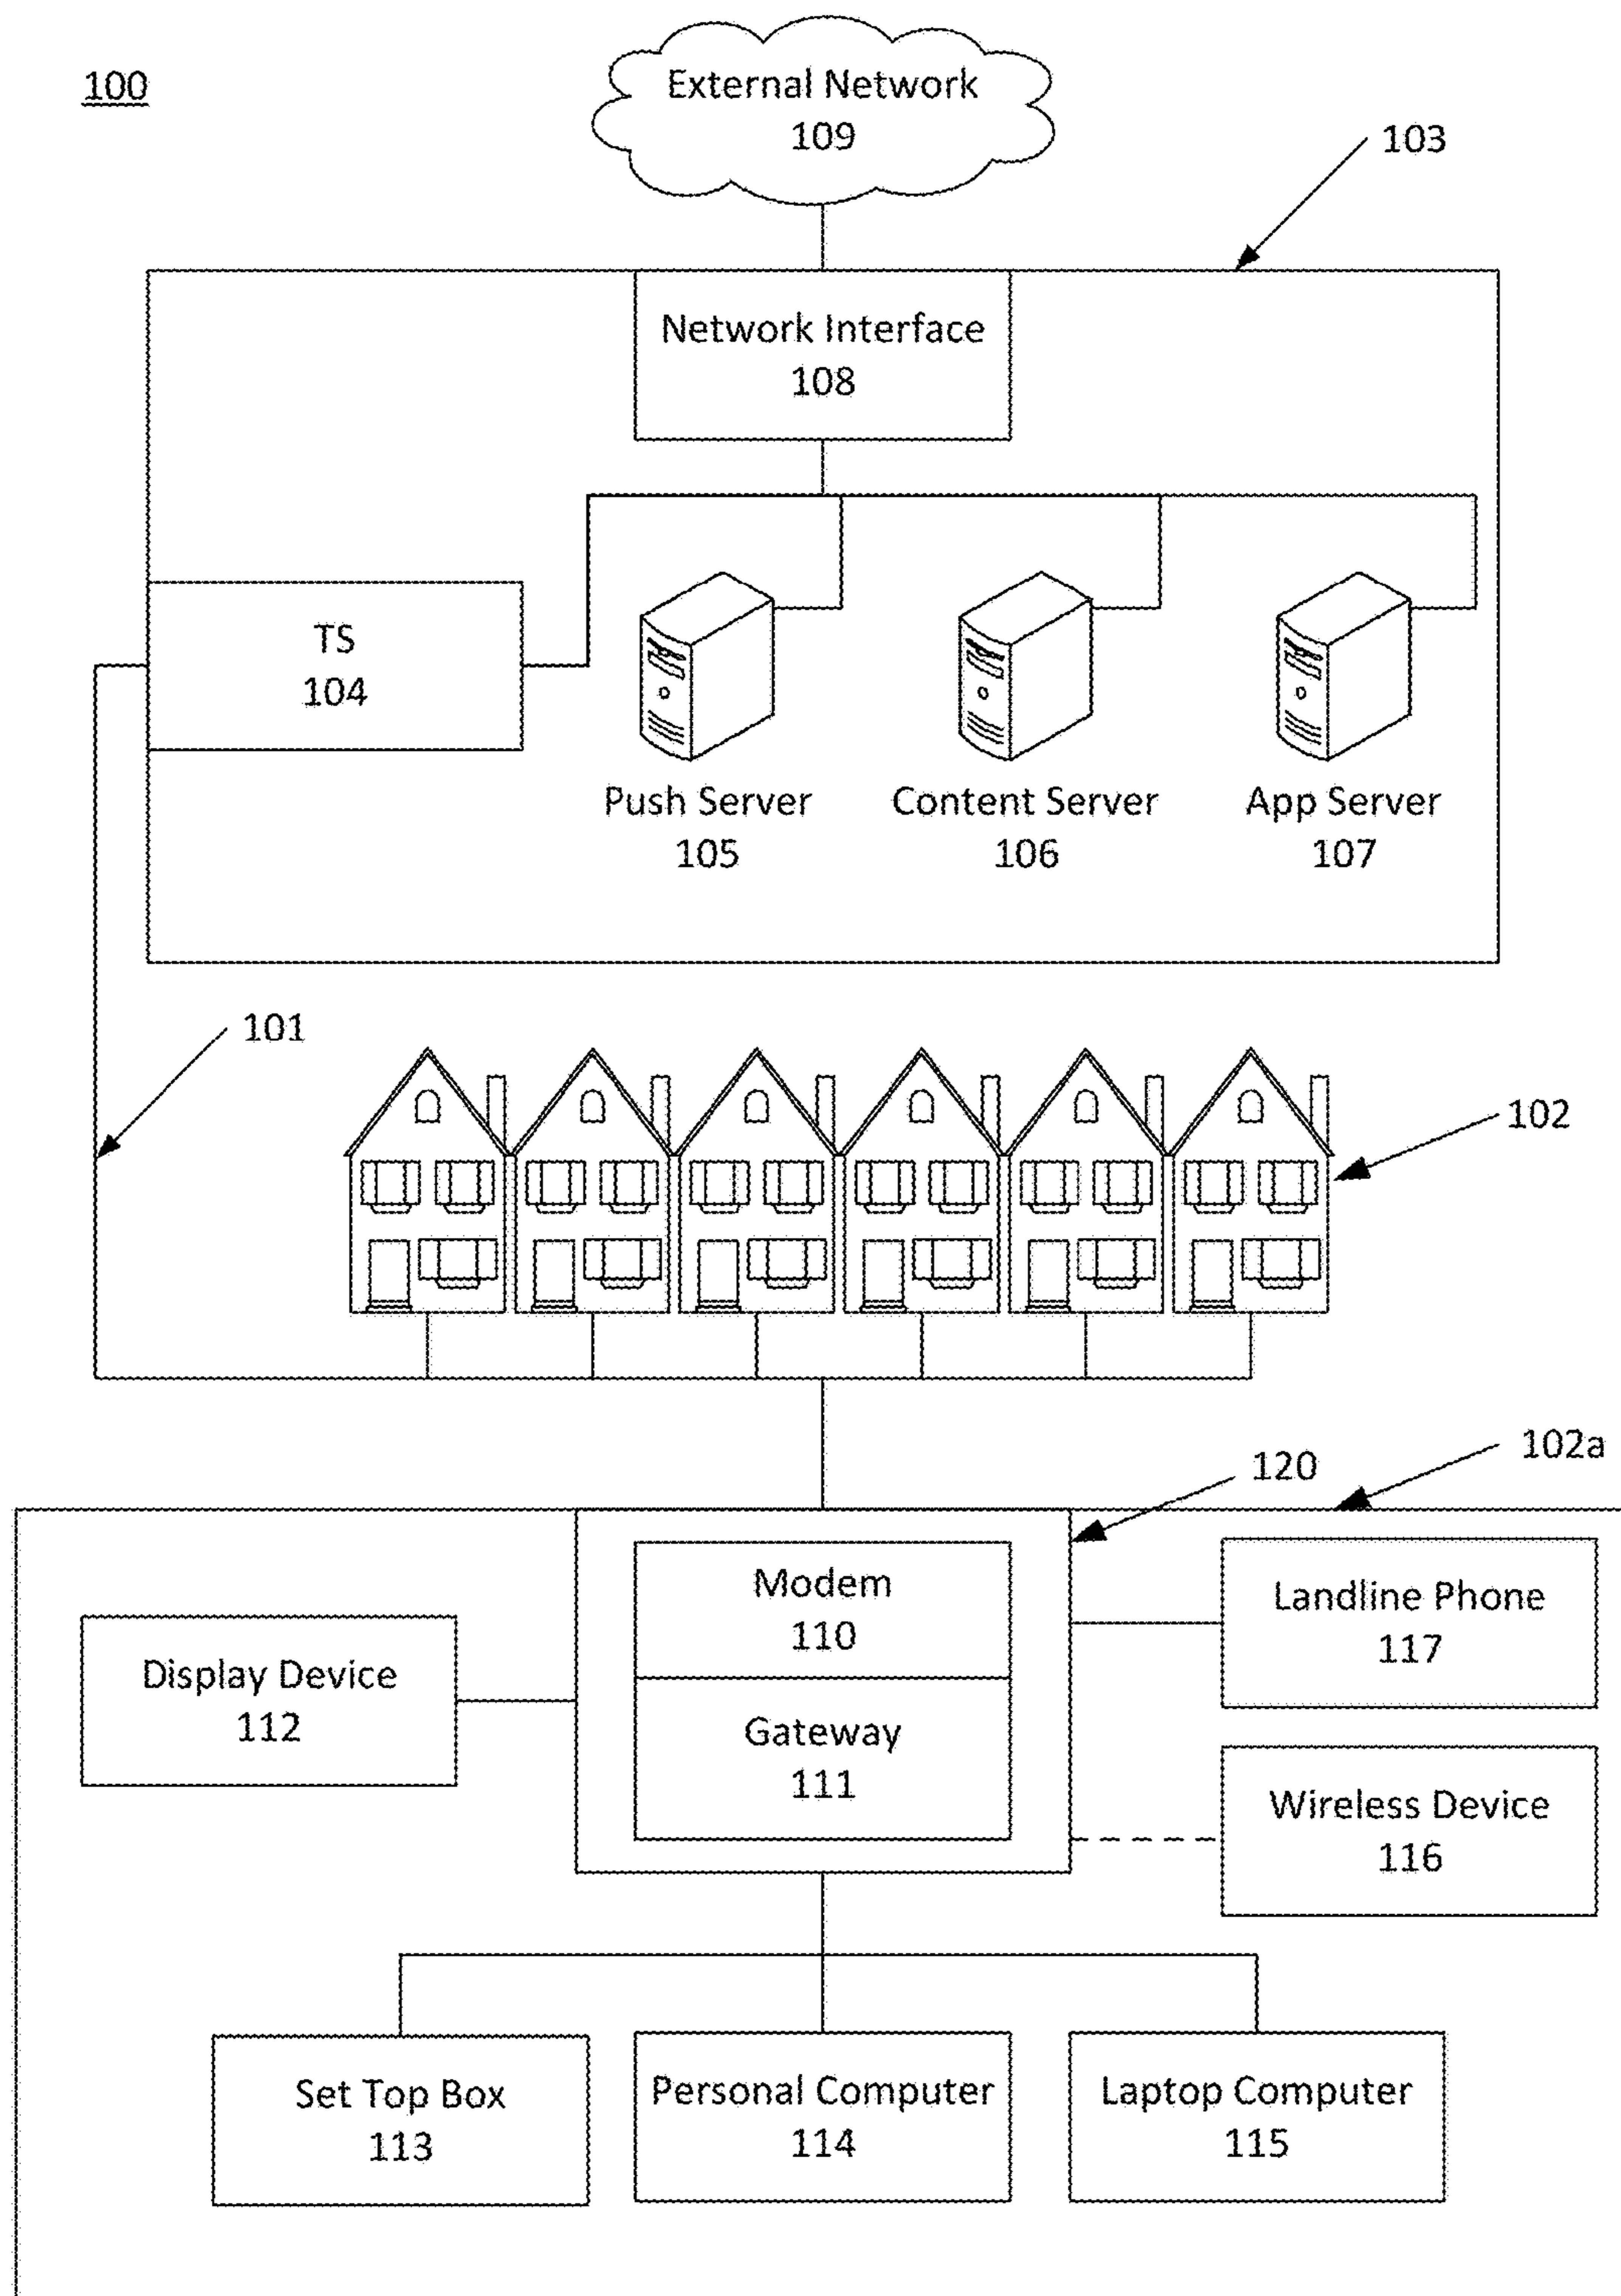 100
External Network
109
103
Network Interface
108
TS
104
Push Server
105
Content Server
106
App Server
107
101
102
102a
120
Modem
110
Landline Phone
117
Display Device
112
Gateway
111
Wireless Device
116
Set Top Box
113
Personal Computer
114
Laptop Computer
115